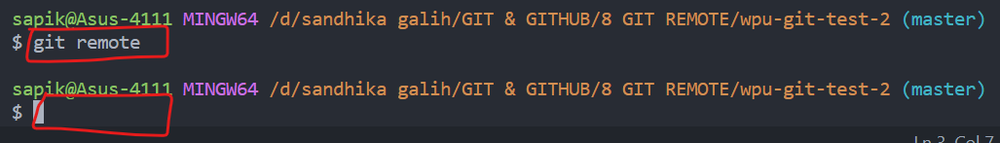 sapik@Asus-4111 MINGW64 /d/sandhika galih/GIT & GITHUB/8 GIT REMOTE/wpu-git-test-2 (master)
$ git remote
sapik@Asus-4111 MINGW64 /d/sandhika galih/GIT & GITHUB/8 GIT REMOTE/wpu-git-test-2 (master)
$
Ln 3, Col 7